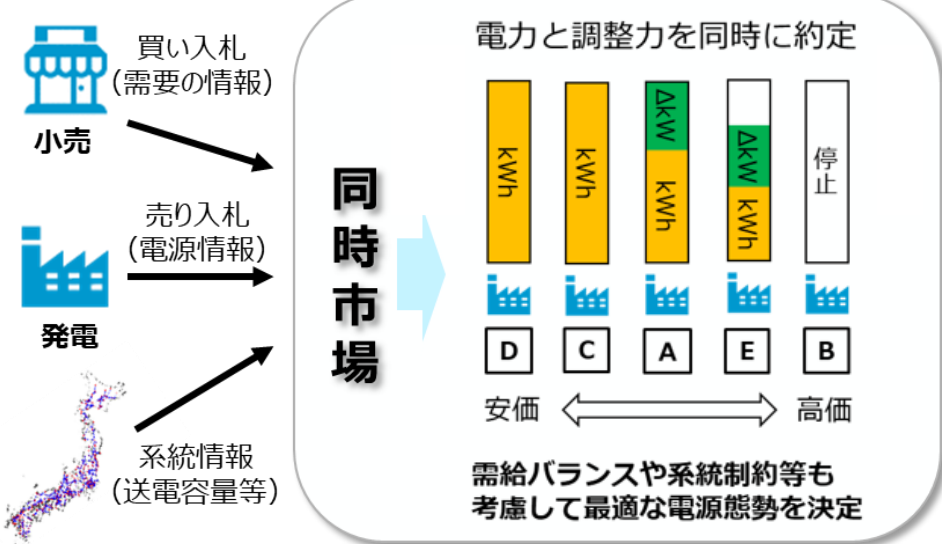 買い入札
（需要の情報）
小売
売り入札
（電源情報）
発電
系統情報
（送電容量等）
同時市場
電力と調整力を同時に約定
kWh
kWh
ΔkW
kWh
ΔkW
kWh
停止
D
C
A
E
B
安価
高価
需給バランスや系統制約等も
考慮して最適な電源態勢を決定